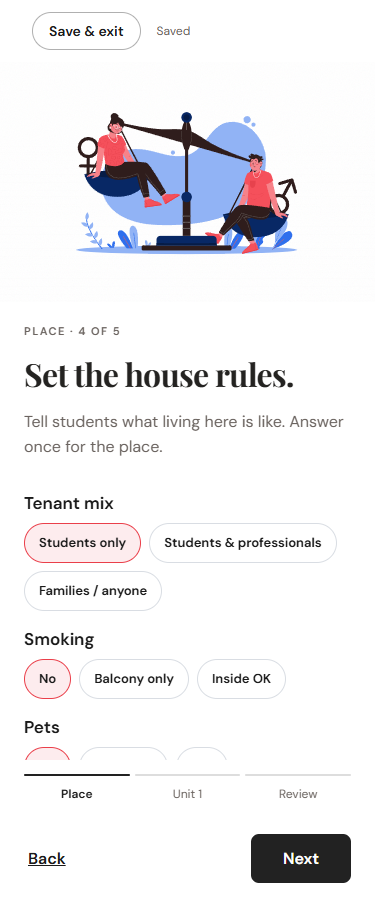 Save & exit
Saved
PLACE · 4 OF 5
Set the house rules.
Tell students what living here is like. Answer
once for the place.
Tenant mix
Students only
Students & professionals
Families / anyone
Smoking
No
Balcony only
Inside OK
Pets
Place
Unit 1
Review
Back
Next